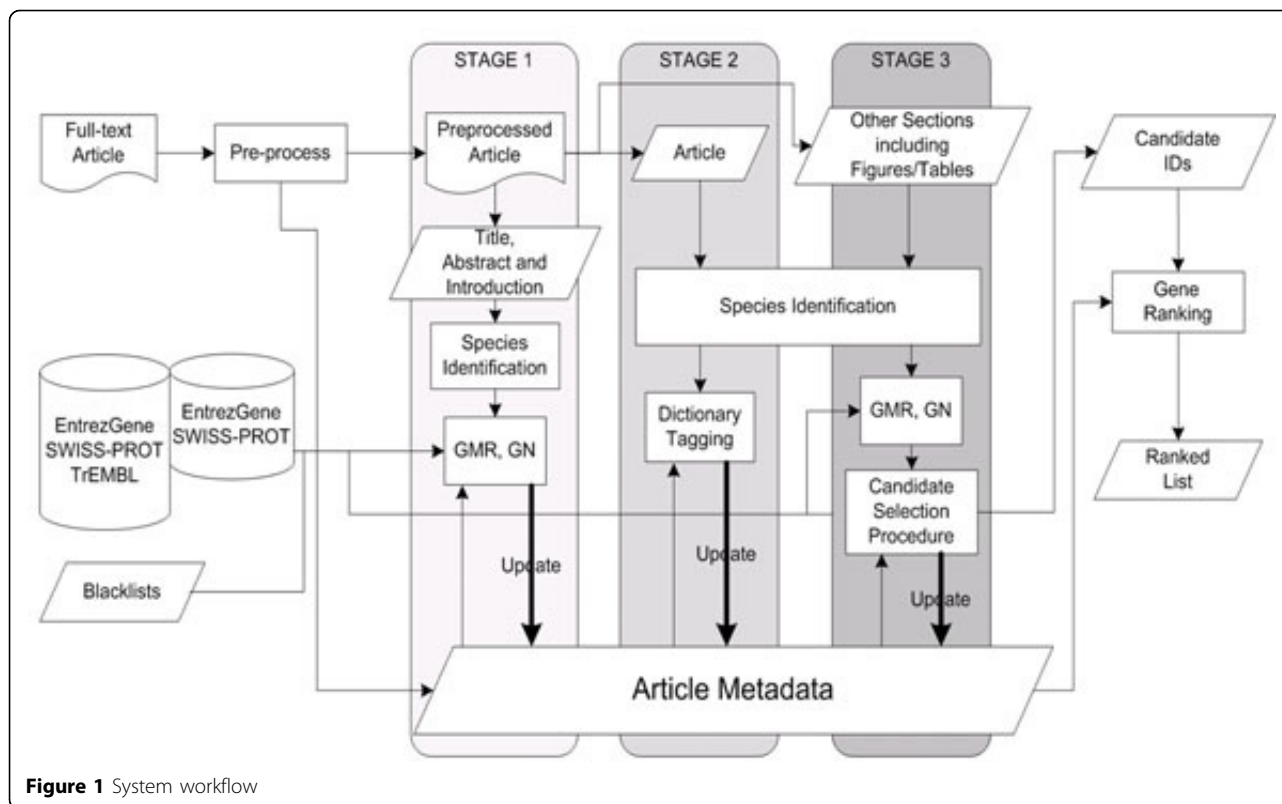 STAGE 1
STAGE 2
STAGE 3
Full-text
Article
Pre-process
Preprocessed
Article
Article
Other Sections
including
Figures/Tables
Candidate
IDs
Title,
Abstract and
Introduction
Species Identification
Gene
Ranking
Species
Identification
EntrezGene
SWISS-PROT
TrEMBL
EntrezGene
SWISS-PROT
GMR, GN
Dictionary
Tagging
GMR, GN
Ranked
List
Candidate
Selection
Procedure
Blacklists
Update
Update
Update
Article Metadata
Figure 1 System workflow